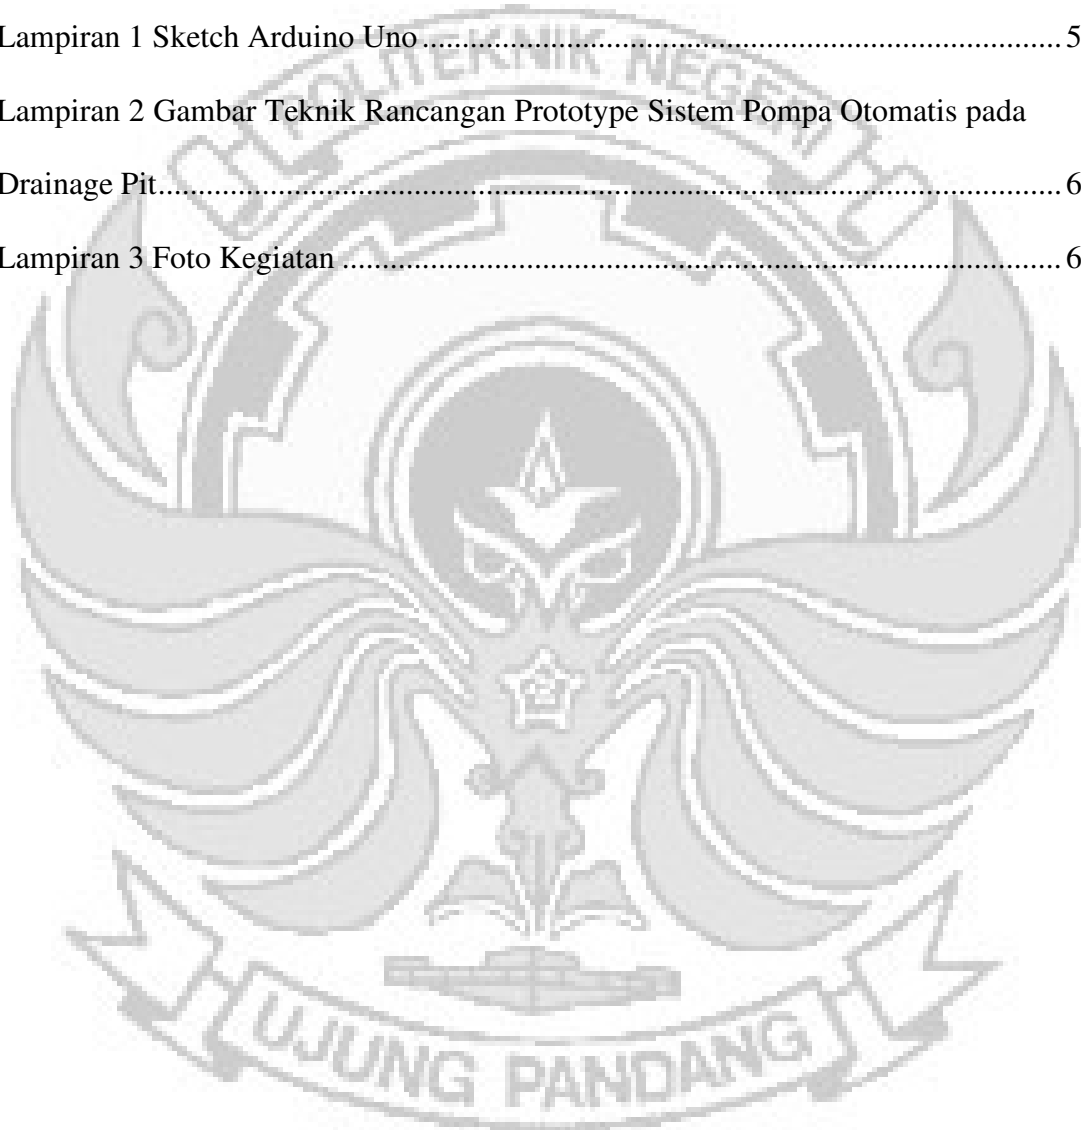 Lampiran 1 Sketch Arduino Uno ........................................................................ 5
POLITEKNIK NEGERI
Lampiran 2 Gambar Teknik Rancangan Prototype Sistem Pompa Otomatis pada
Drainage Pit........................................................................................................ 6
Lampiran 3 Foto Kegiatan .................................................................................. 6
UJUNG PANDANG